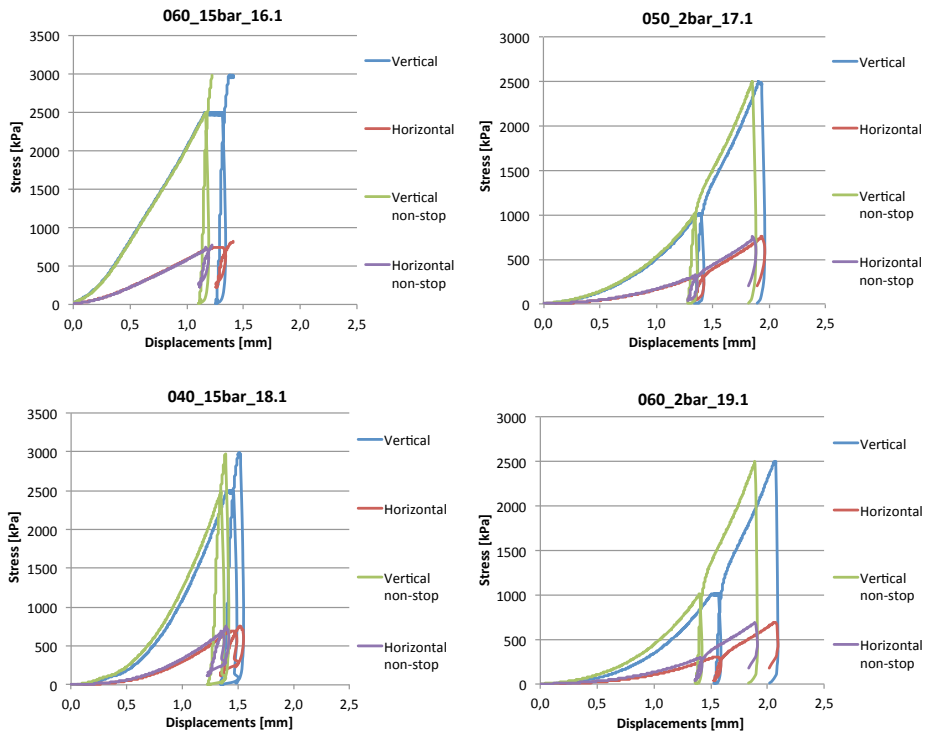 060_15bar_16.1
3500
3000
2500
2000
1500
1000
500
0
Stress [kPa]
0,0 0,5 1,0 1,5 2,0 2,5
Displacements [mm]
Vertical
Horizontal
Vertical
non-stop
Horizontal
non-stop
050_2bar_17.1
3000
2500
2000
1500
1000
500
0
Stress [kPa]
0,0 0,5 1,0 1,5 2,0 2,5
Displacements [mm]
Vertical
Horizontal
Vertical
non-stop
Horizontal
non-stop
040_15bar_18.1
3500
3000
2500
2000
1500
1000
500
0
Stress [kPa]
0,0 0,5 1,0 1,5 2,0 2,5
Displacements [mm]
Vertical
Horizontal
Vertical
non-stop
Horizontal
non-stop
060_2bar_19.1
3000
2500
2000
1500
1000
500
0
Stress [kPa]
0,0 0,5 1,0 1,5 2,0 2,5
Displacements [mm]
Vertical
Horizontal
Vertical
non-stop
Horizontal
non-stop